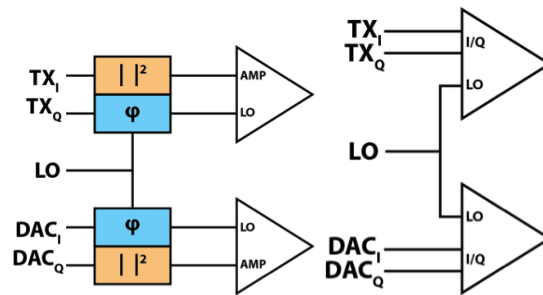 TX_I
| |²
AMP
TX_Q
φ
LO
LO
DAC_I
φ
LO
DAC_Q
| |²
AMP
TX_I
TX_Q
I/Q
LO
LO
LO
DAC_I
DAC_Q
I/Q